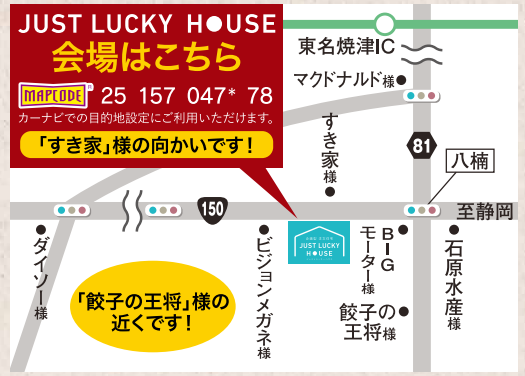 JUST LUCKY HOUSE
会場はこちら
MAPCODE® 25 157 047* 78
カーナビでの目的地設定にご利用いただけます。
「すき家」様の向かいです！
東名焼津IC
マクドナルド様
すき家様
81
八楠
150
至静岡
ダイソー様
ビジョンメガネ様
JUST LUCKY
HOUSE
BIG
モーター様
餃子の
王将様
石原水産様
「餃子の王将」様の
近くです！